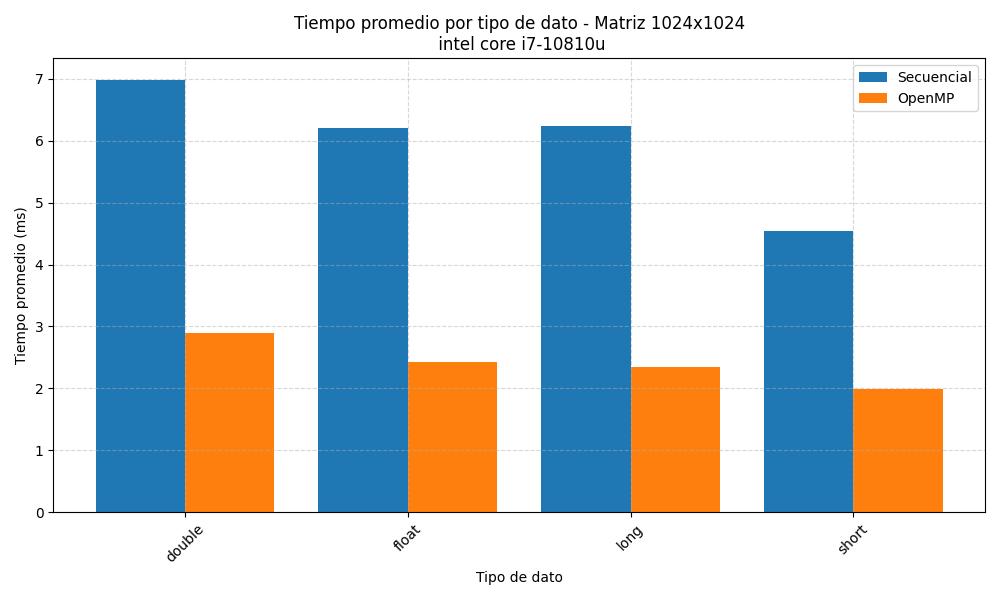 Tiempo promedio por tipo de dato - Matriz 1024x1024
intel core i7-10810u
Secuencial
OpenMP
Tiempo promedio (ms)
7
6
5
4
3
2
1
0
double
float
long
short
Tipo de dato